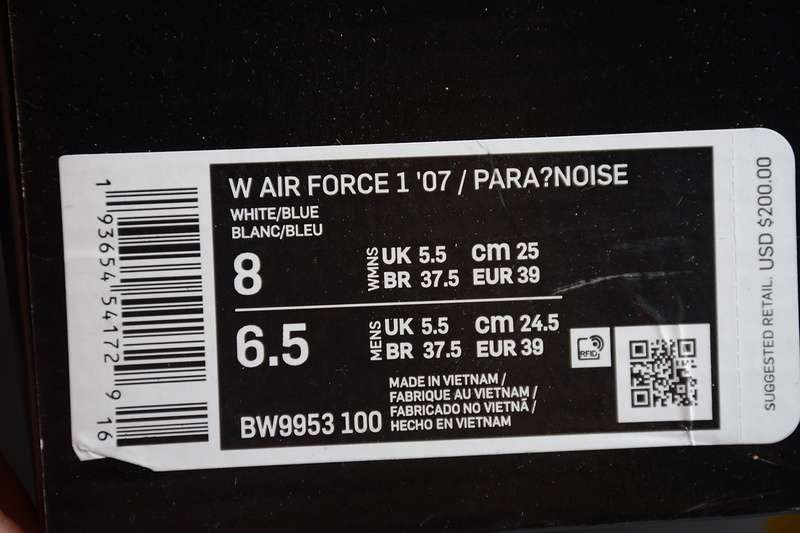 W AIR FORCE 1 '07 / PARA?NOISE
WHITE/BLUE
BLANC/BLEU
8
WMNS
UK 5.5 cm 25
BR 37.5 EUR 39
6.5
MENS
UK 5.5 cm 24.5
BR 37.5 EUR 39
RFID
MADE IN VIETNAM /
FABRIQUE AU VIETNAM /
FABRICADO NO VIETNÃ /
HECHO EN VIETNAM
BW9953 100
1 93654 54172 9 16
SUGGESTED RETAIL. USD $200.00